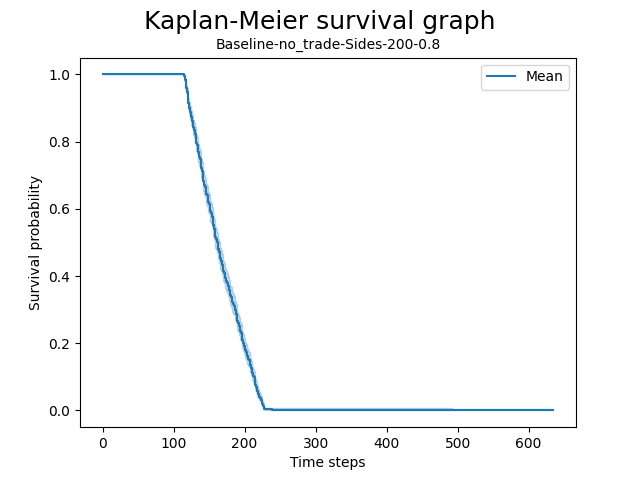 Kaplan-Meier survival graph
Baseline-no_trade-Sides-200-0.8
Mean
1.0
0.8
0.6
0.4
0.2
0.0
Survival probability
0 100 200 300 400 500 600
Time steps